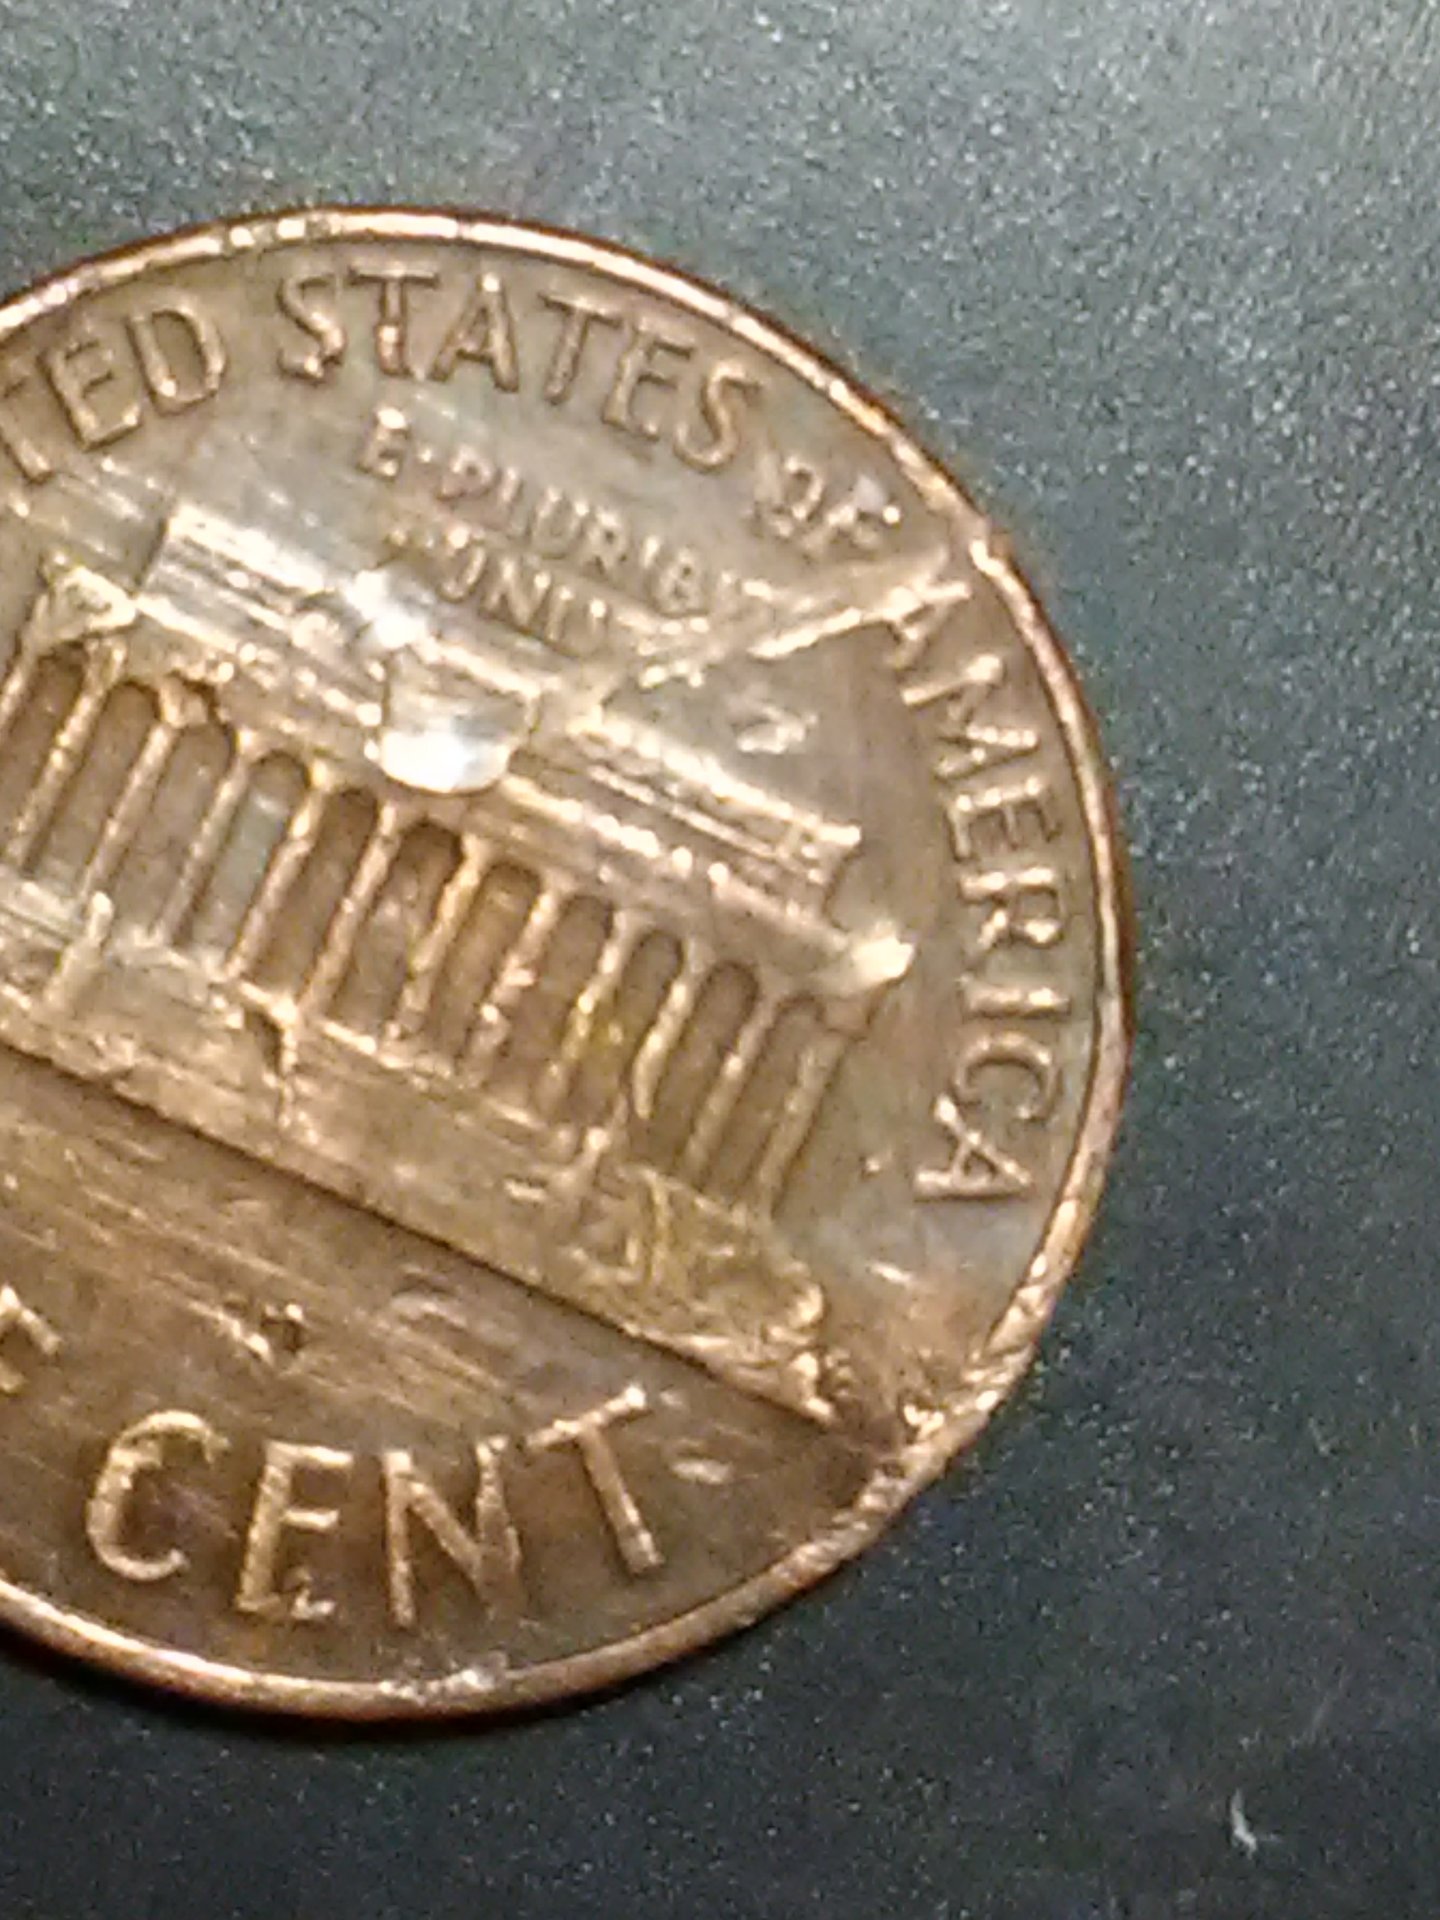 TED STATES OF AMERICA
E·PLURIB
UNU
E CENT